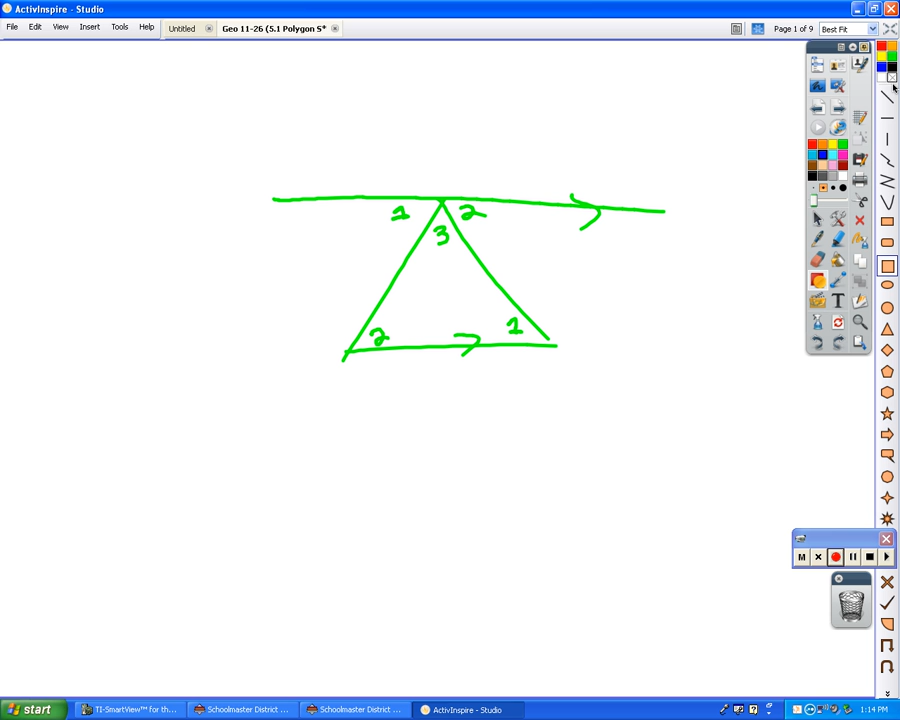 ActivInspire - Studio
File Edit View Insert Tools Help
Untitled
Geo 11-26 (5.1 Polygon S*
Page 1 of 9
Best Fit
1 2
3
2 1
T
M
start
TI-SmartView™ for th...
Schoolmaster District ...
Schoolmaster District ...
ActivInspire - Studio
1:14 PM